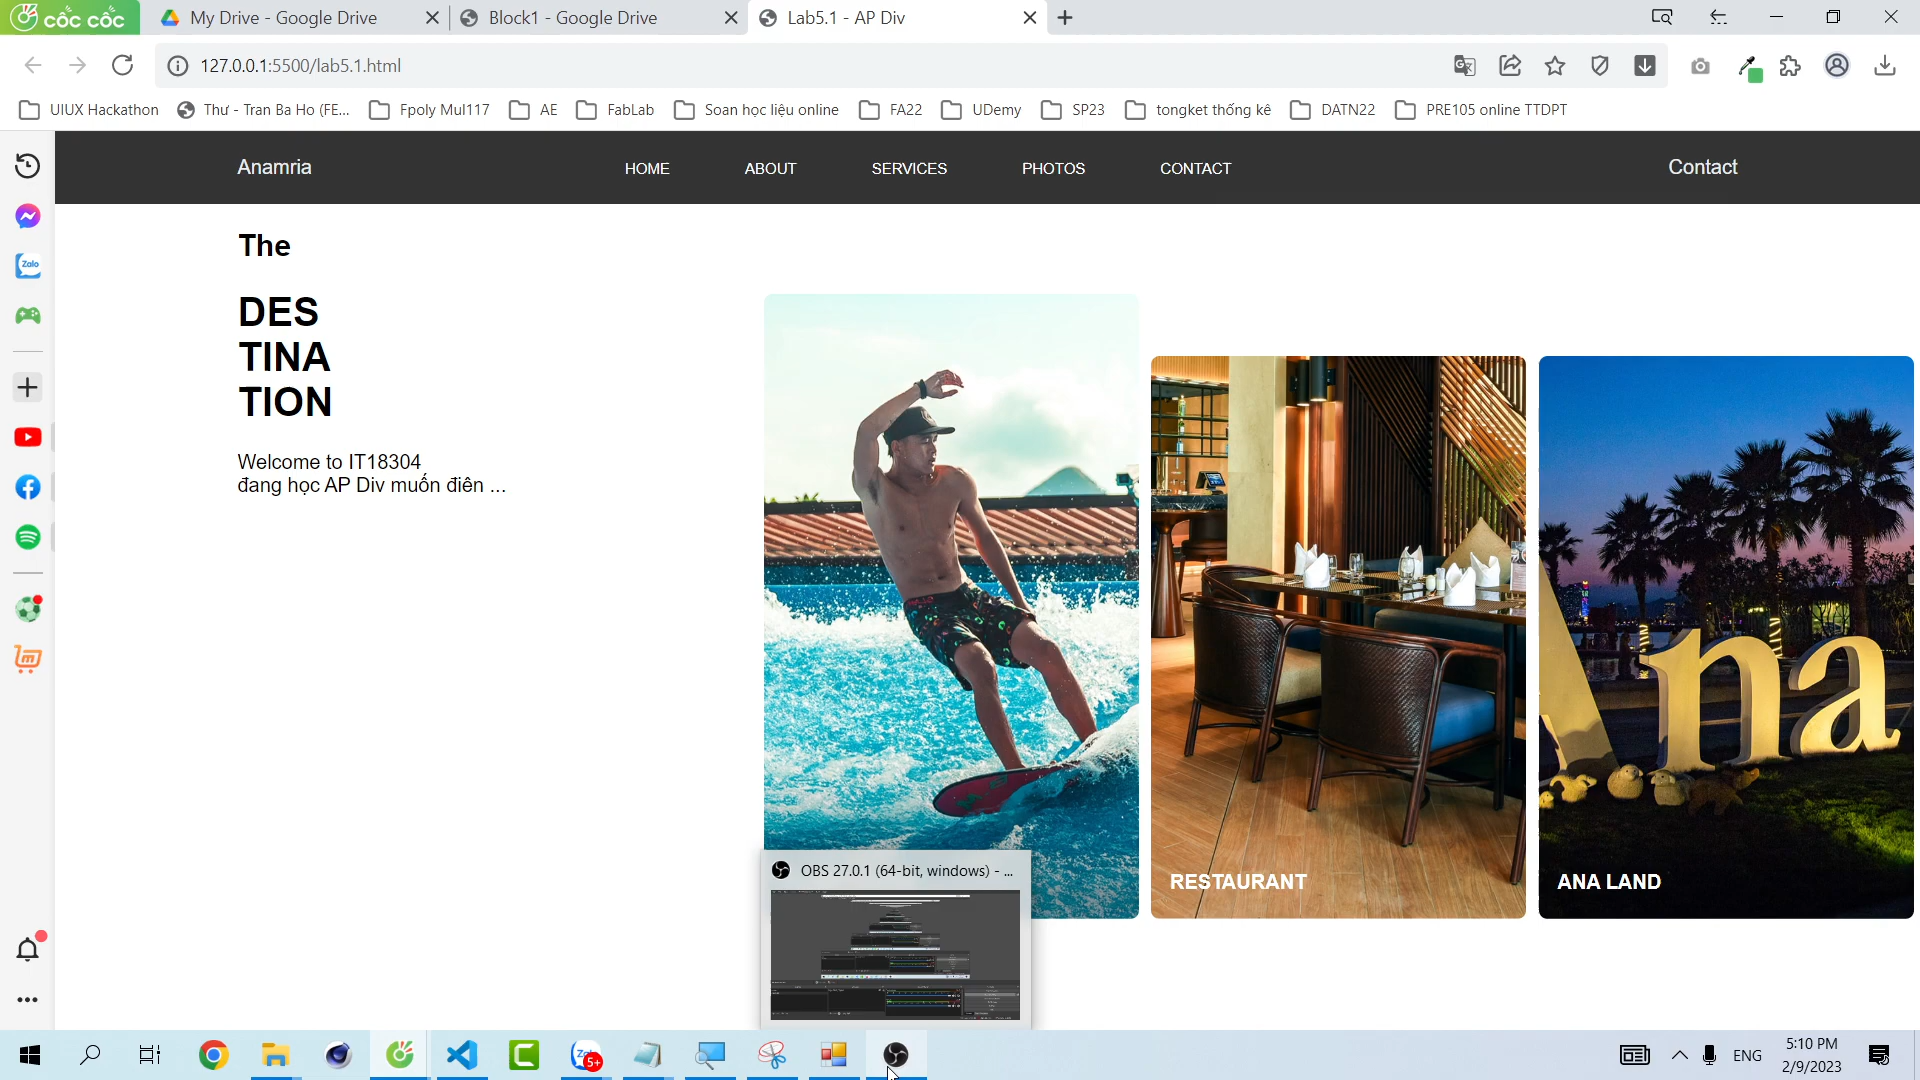 cốc cốc
My Drive - Google Drive
Block1 - Google Drive
Lab5.1 - AP Div
127.0.0.1:5500/lab5.1.html
UIUX Hackathon
Thư - Tran Ba Ho (FE...
Fpoly Mul117
AE
FabLab
Soan học liệu online
FA22
UDemy
SP23
tongket thống kê
DATN22
PRE105 online TTDPT
Anamria
HOME
ABOUT
SERVICES
PHOTOS
CONTACT
Contact
The
DES
TINA
TION
Welcome to IT18304
đang học AP Div muốn điên ...
Zalo
Ana
RESTAURANT
ANA LAND
OBS 27.0.1 (64-bit, windows) - ...
5+
ENG
5:10 PM
2/9/2023